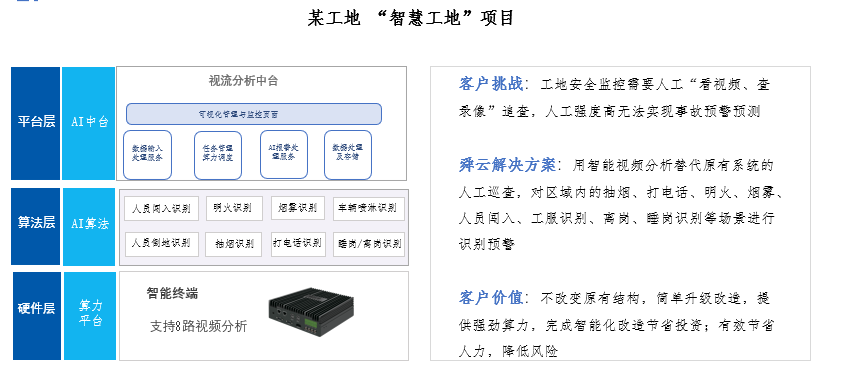 某工地 “智慧工地”项目
平台层
AI中台
视流分析中台
可视化管理与监控页面
数据输入
处理服务
任务管理
算力调度
AI报警处
理服务
数据处理
及存储
算法层
AI算法
人员闯入识别
明火识别
烟雾识别
车辆喷淋识别
人员倒地识别
抽烟识别
打电话识别
睡岗/离岗识别
硬件层
算力
平台
智能终端
支持8路视频分析
客户挑战：工地安全监控需要人工“看视频、查
录像”追查，人工强度高无法实现事故预警预测
舜云解决方案：用智能视频分析替代原有系统的
人工巡查，对区域内的抽烟、打电话、明火、烟雾、
人员闯入、工服识别、离岗、睡岗识别等场景进行
识别预警
客户价值：不改变原有结构，简单升级改造，提
供强劲算力，完成智能化改造节省投资；有效节省
人力，降低风险